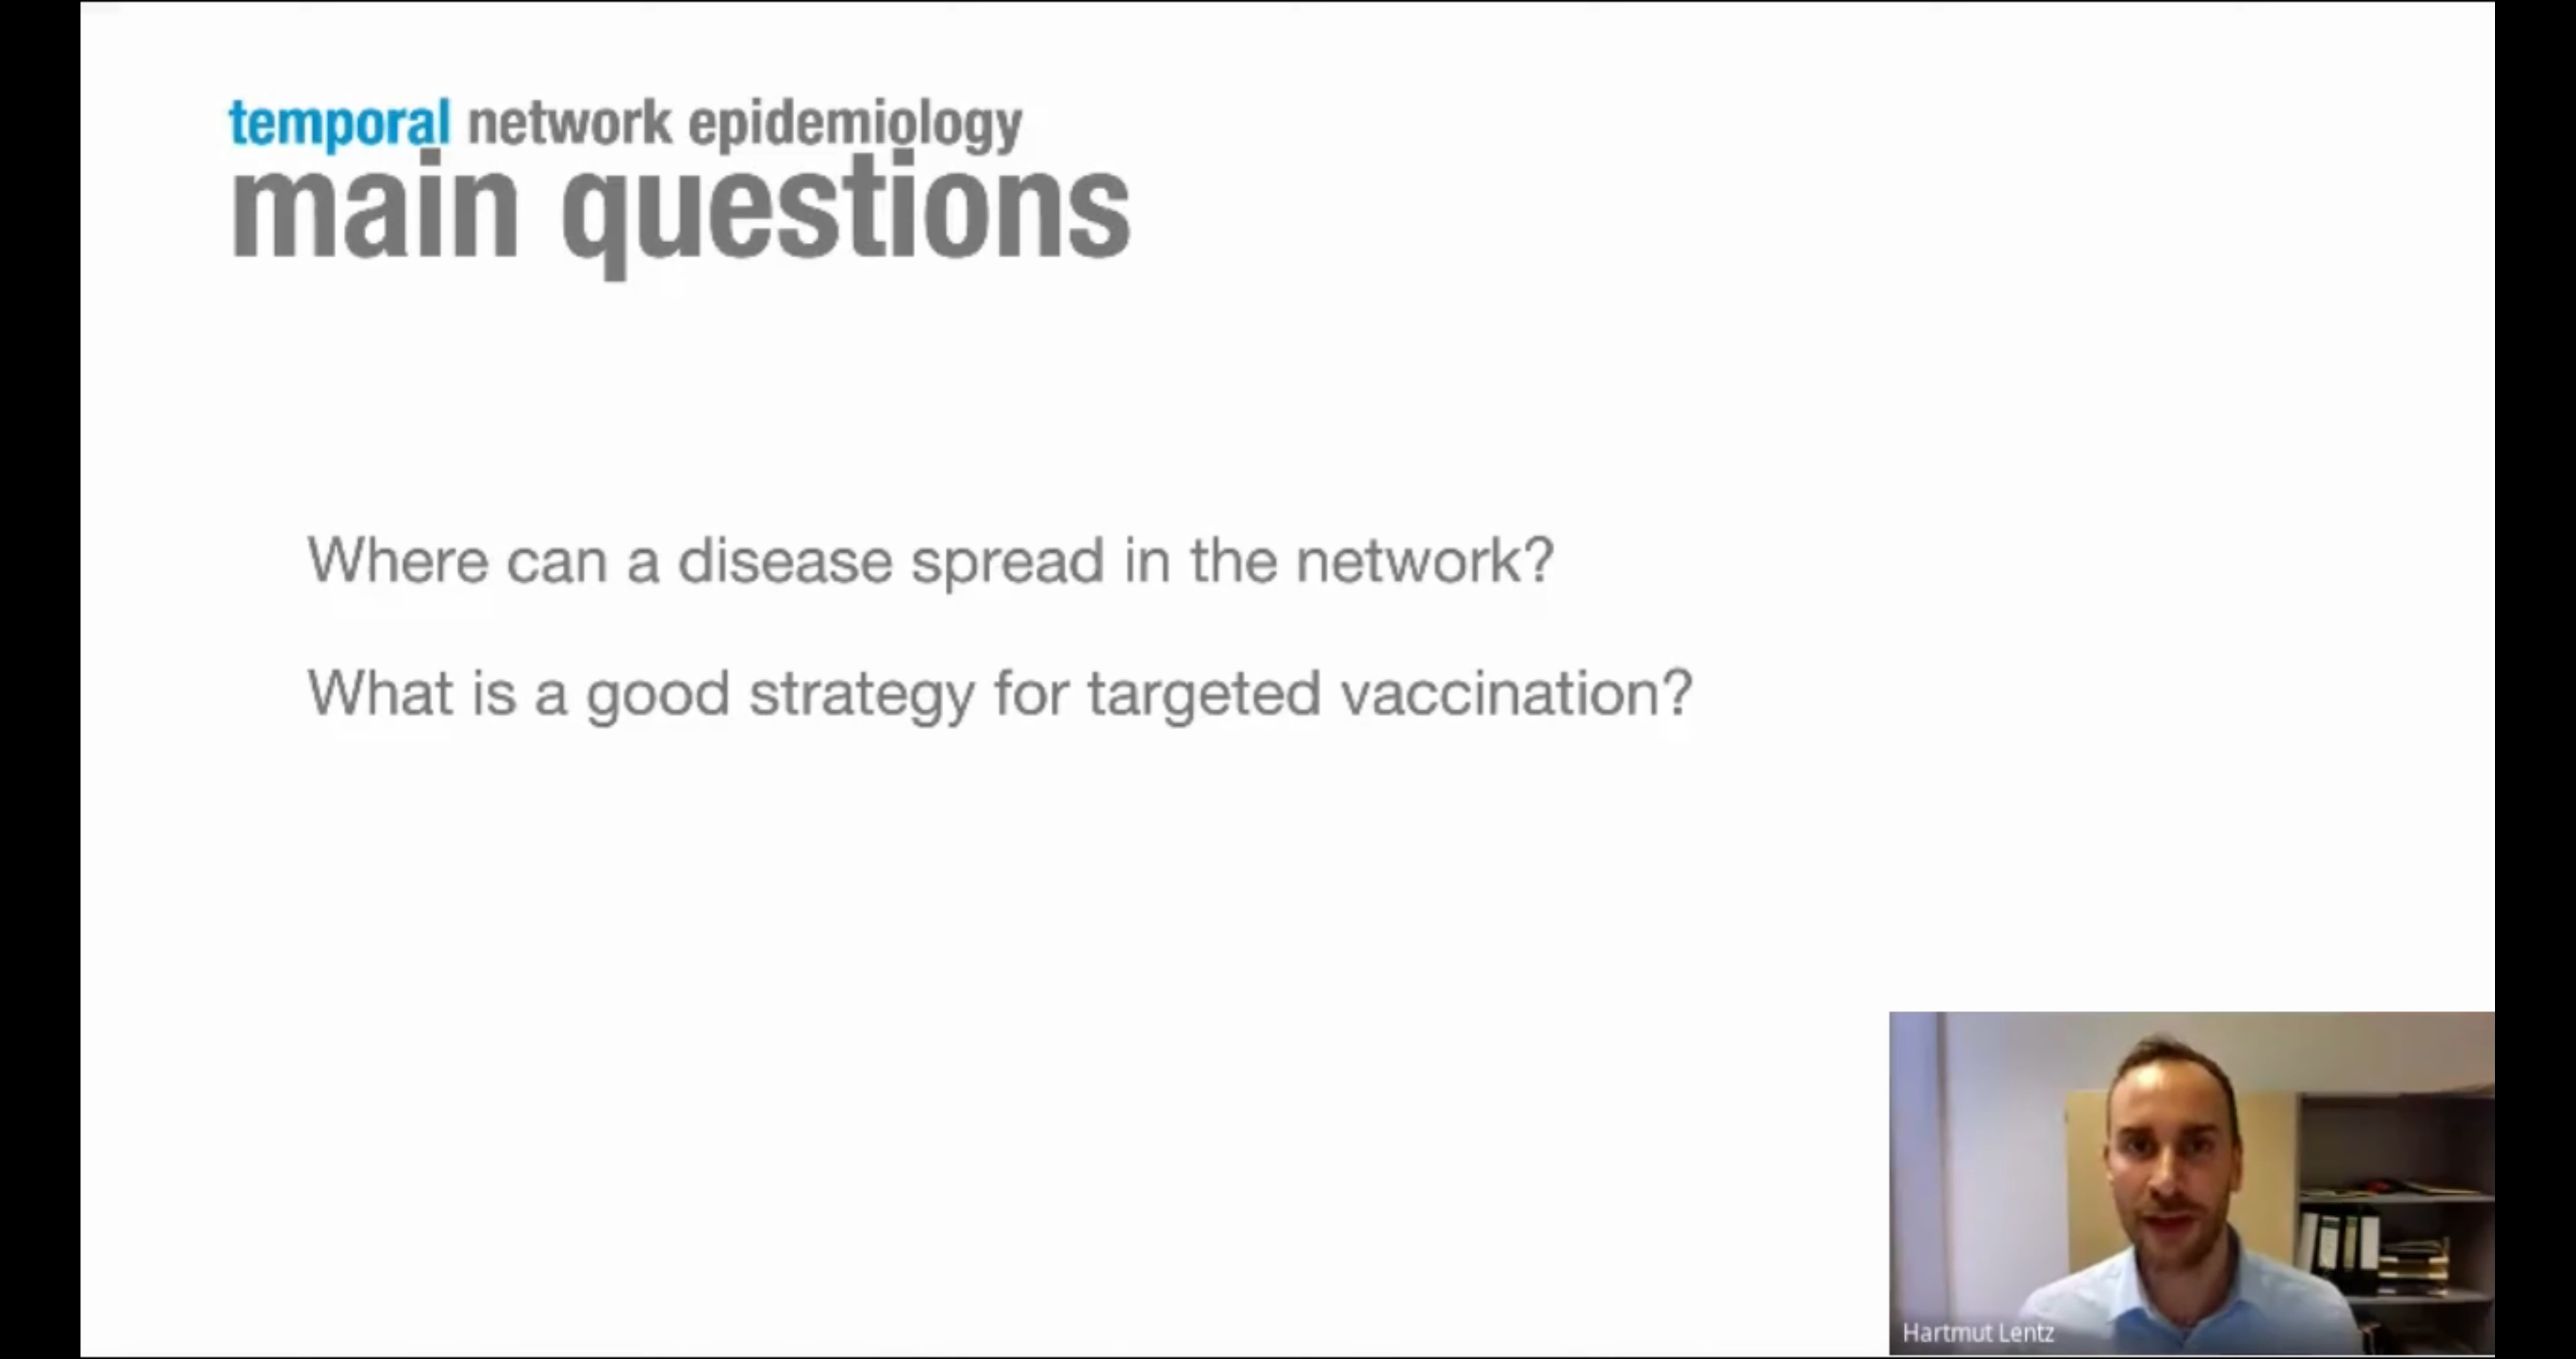 temporal network epidemiology
main questions
Where can a disease spread in the network?
What is a good strategy for targeted vaccination?
Hartmut Lentz